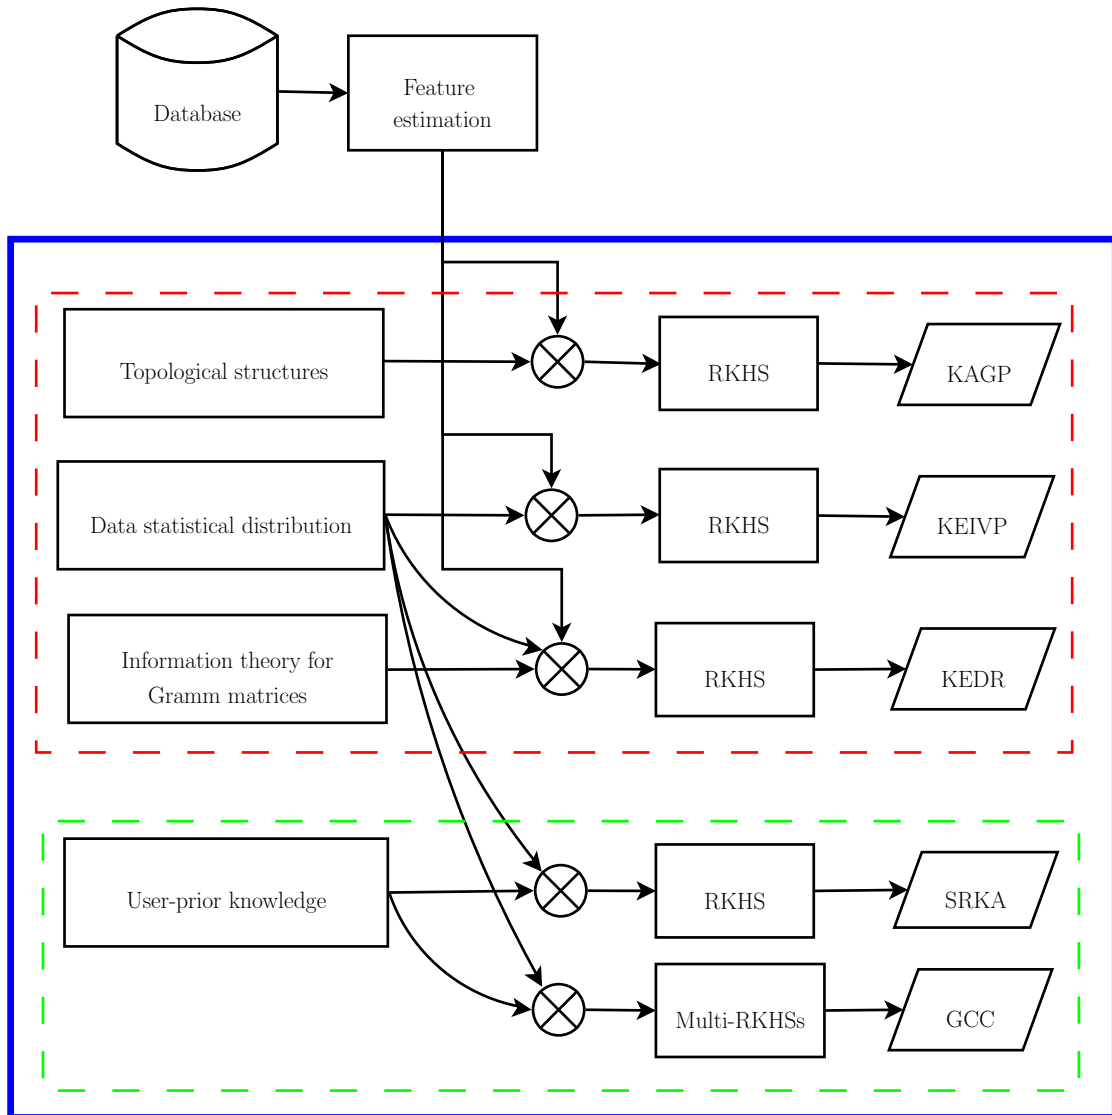 Database
Feature
estimation
Topological structures
RKHS
KAGP
Data statistical distribution
RKHS
KEIVP
Information theory for
Gramm matrices
RKHS
KEDR
User-prior knowledge
RKHS
SRKA
Multi-RKHSs
GCC